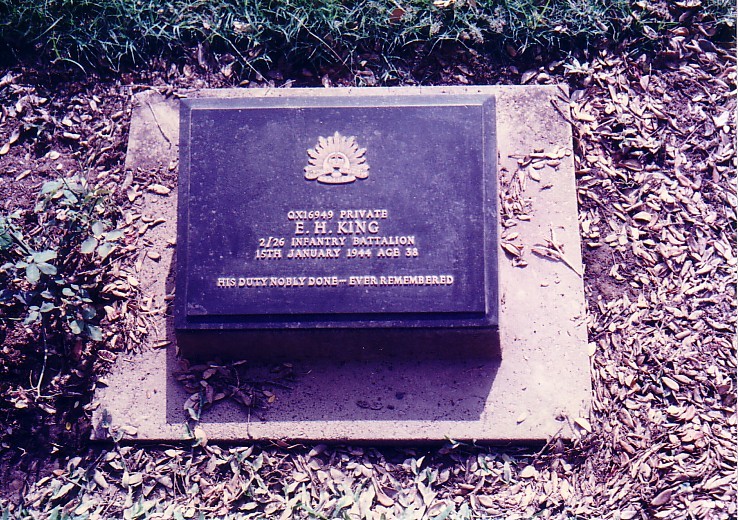 QX16949 PRIVATE
E. H. KING
2/26 INFANTRY BATTALION
15TH JANUARY 1944 AGE 38
HIS DUTY NOBLY DONE — EVER REMEMBERED